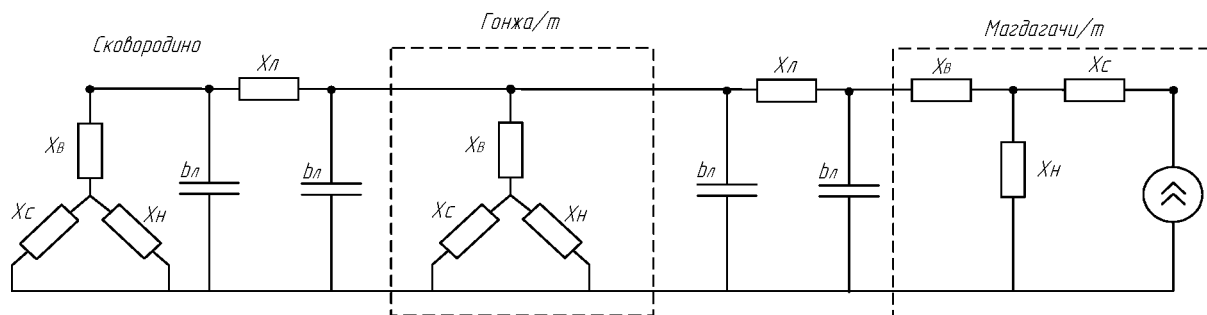 Сковородино
Гонжа/т
Магдагачи/т
Xл
Xл
Xв
Xс
Xв
bл
bл
Xв
bл
bл
Xн
Xс
Xн
Xс
Xн